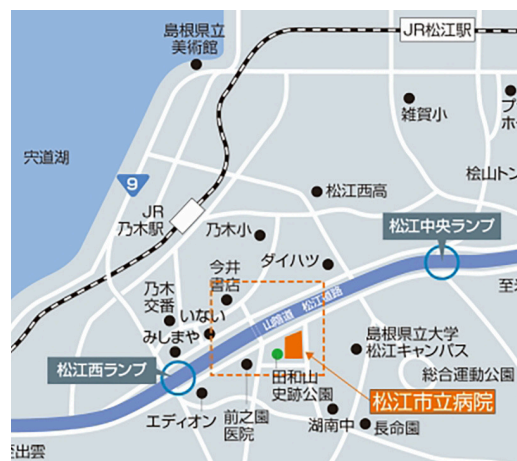 島根県立
美術館
JR松江駅
雑賀小
プ
ホ
宍道湖
9
松江西高
桧山トン
JR
乃木駅
乃木小
松江中央ランプ
ダイハツ
今井
書店
至
乃木
交番
いない
山陰道 松江道路
みしまや
島根県立大学
松江キャンパス
松江西ランプ
田和山
史跡公園
総合運動公園
エディオン
前之園
医院
松江市立病院
湖南中
長命園
至出雲